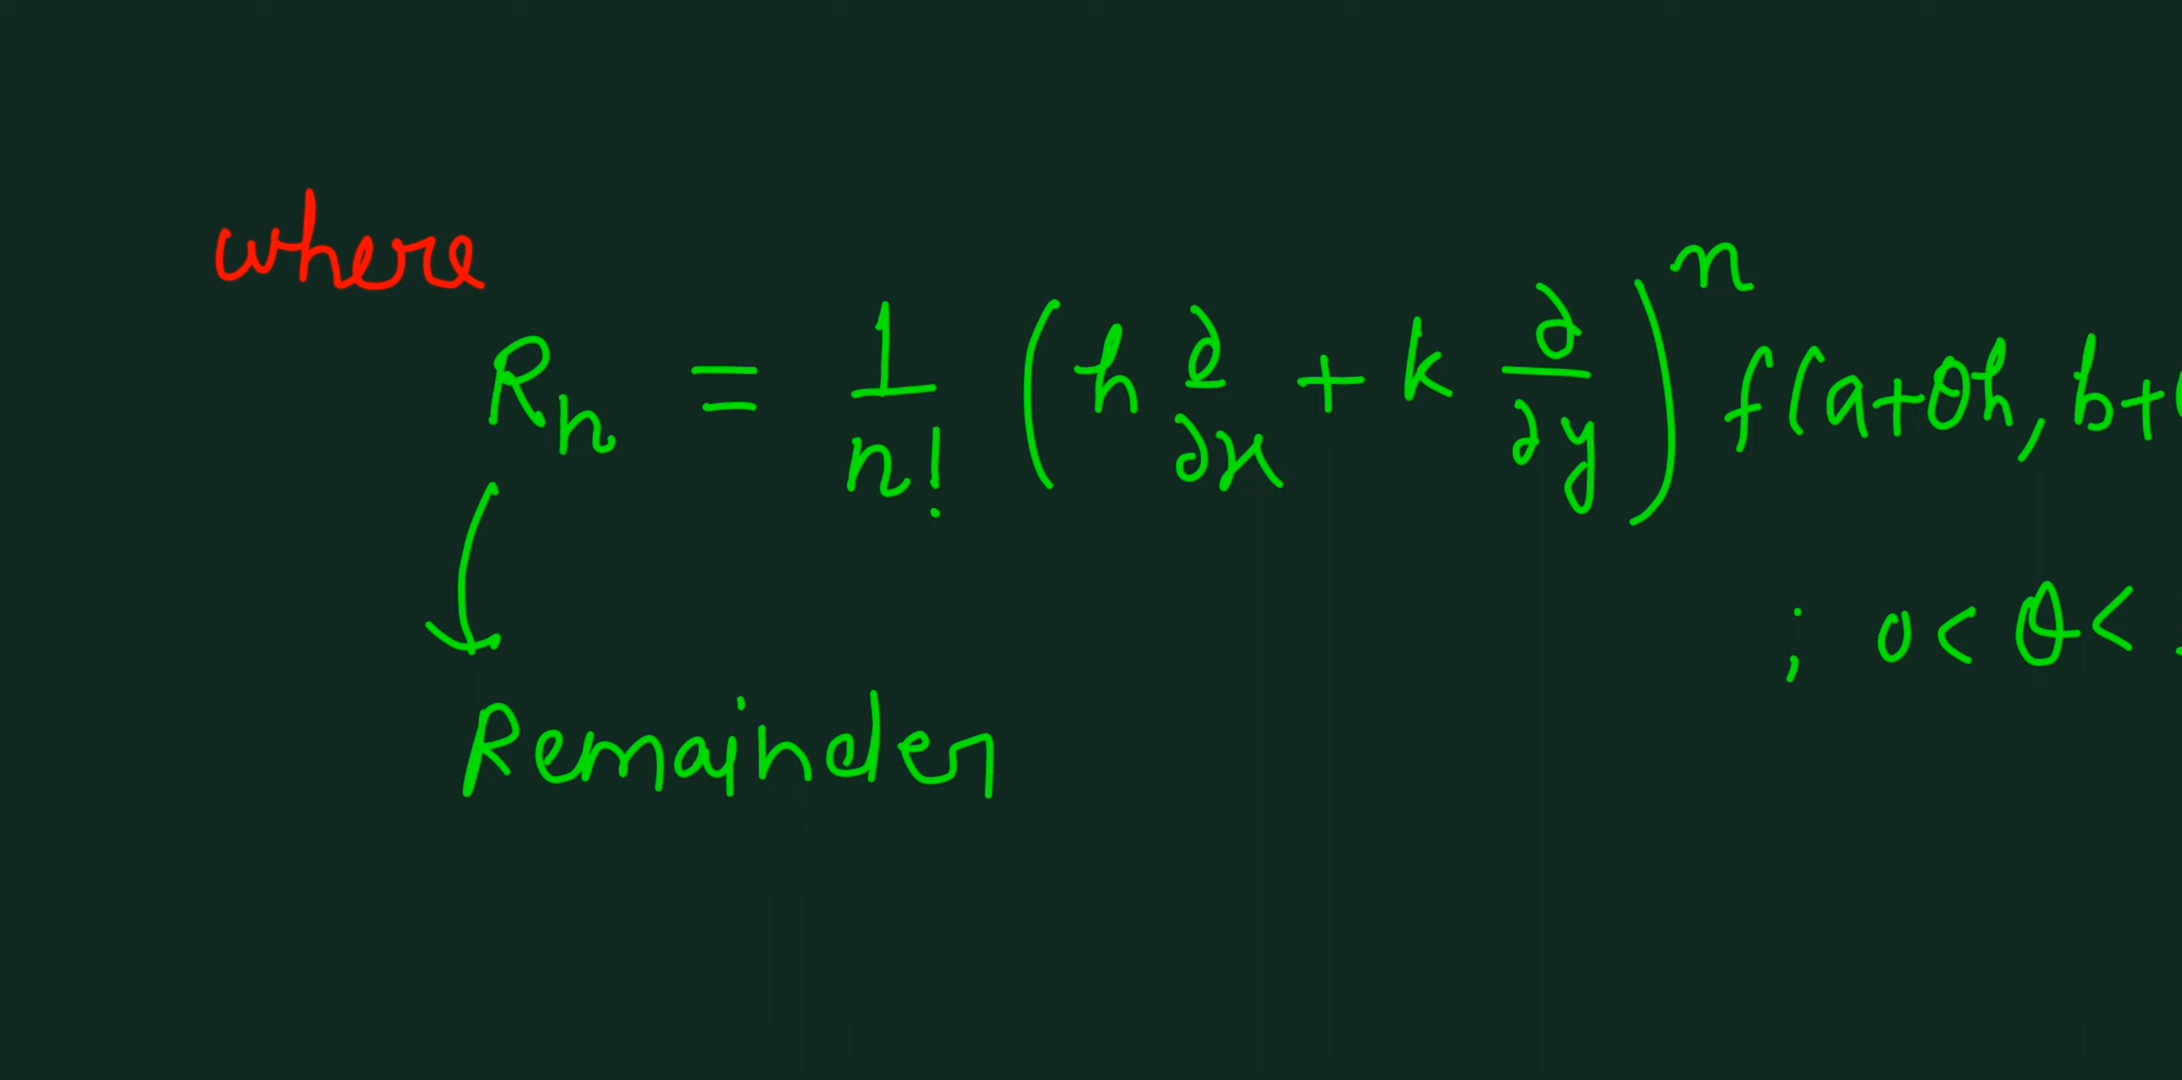 where
Rₙ = 1/n! (h ∂/∂x + k ∂/∂y)ⁿ f(a+θh, b+
; 0 < θ <
Remainder